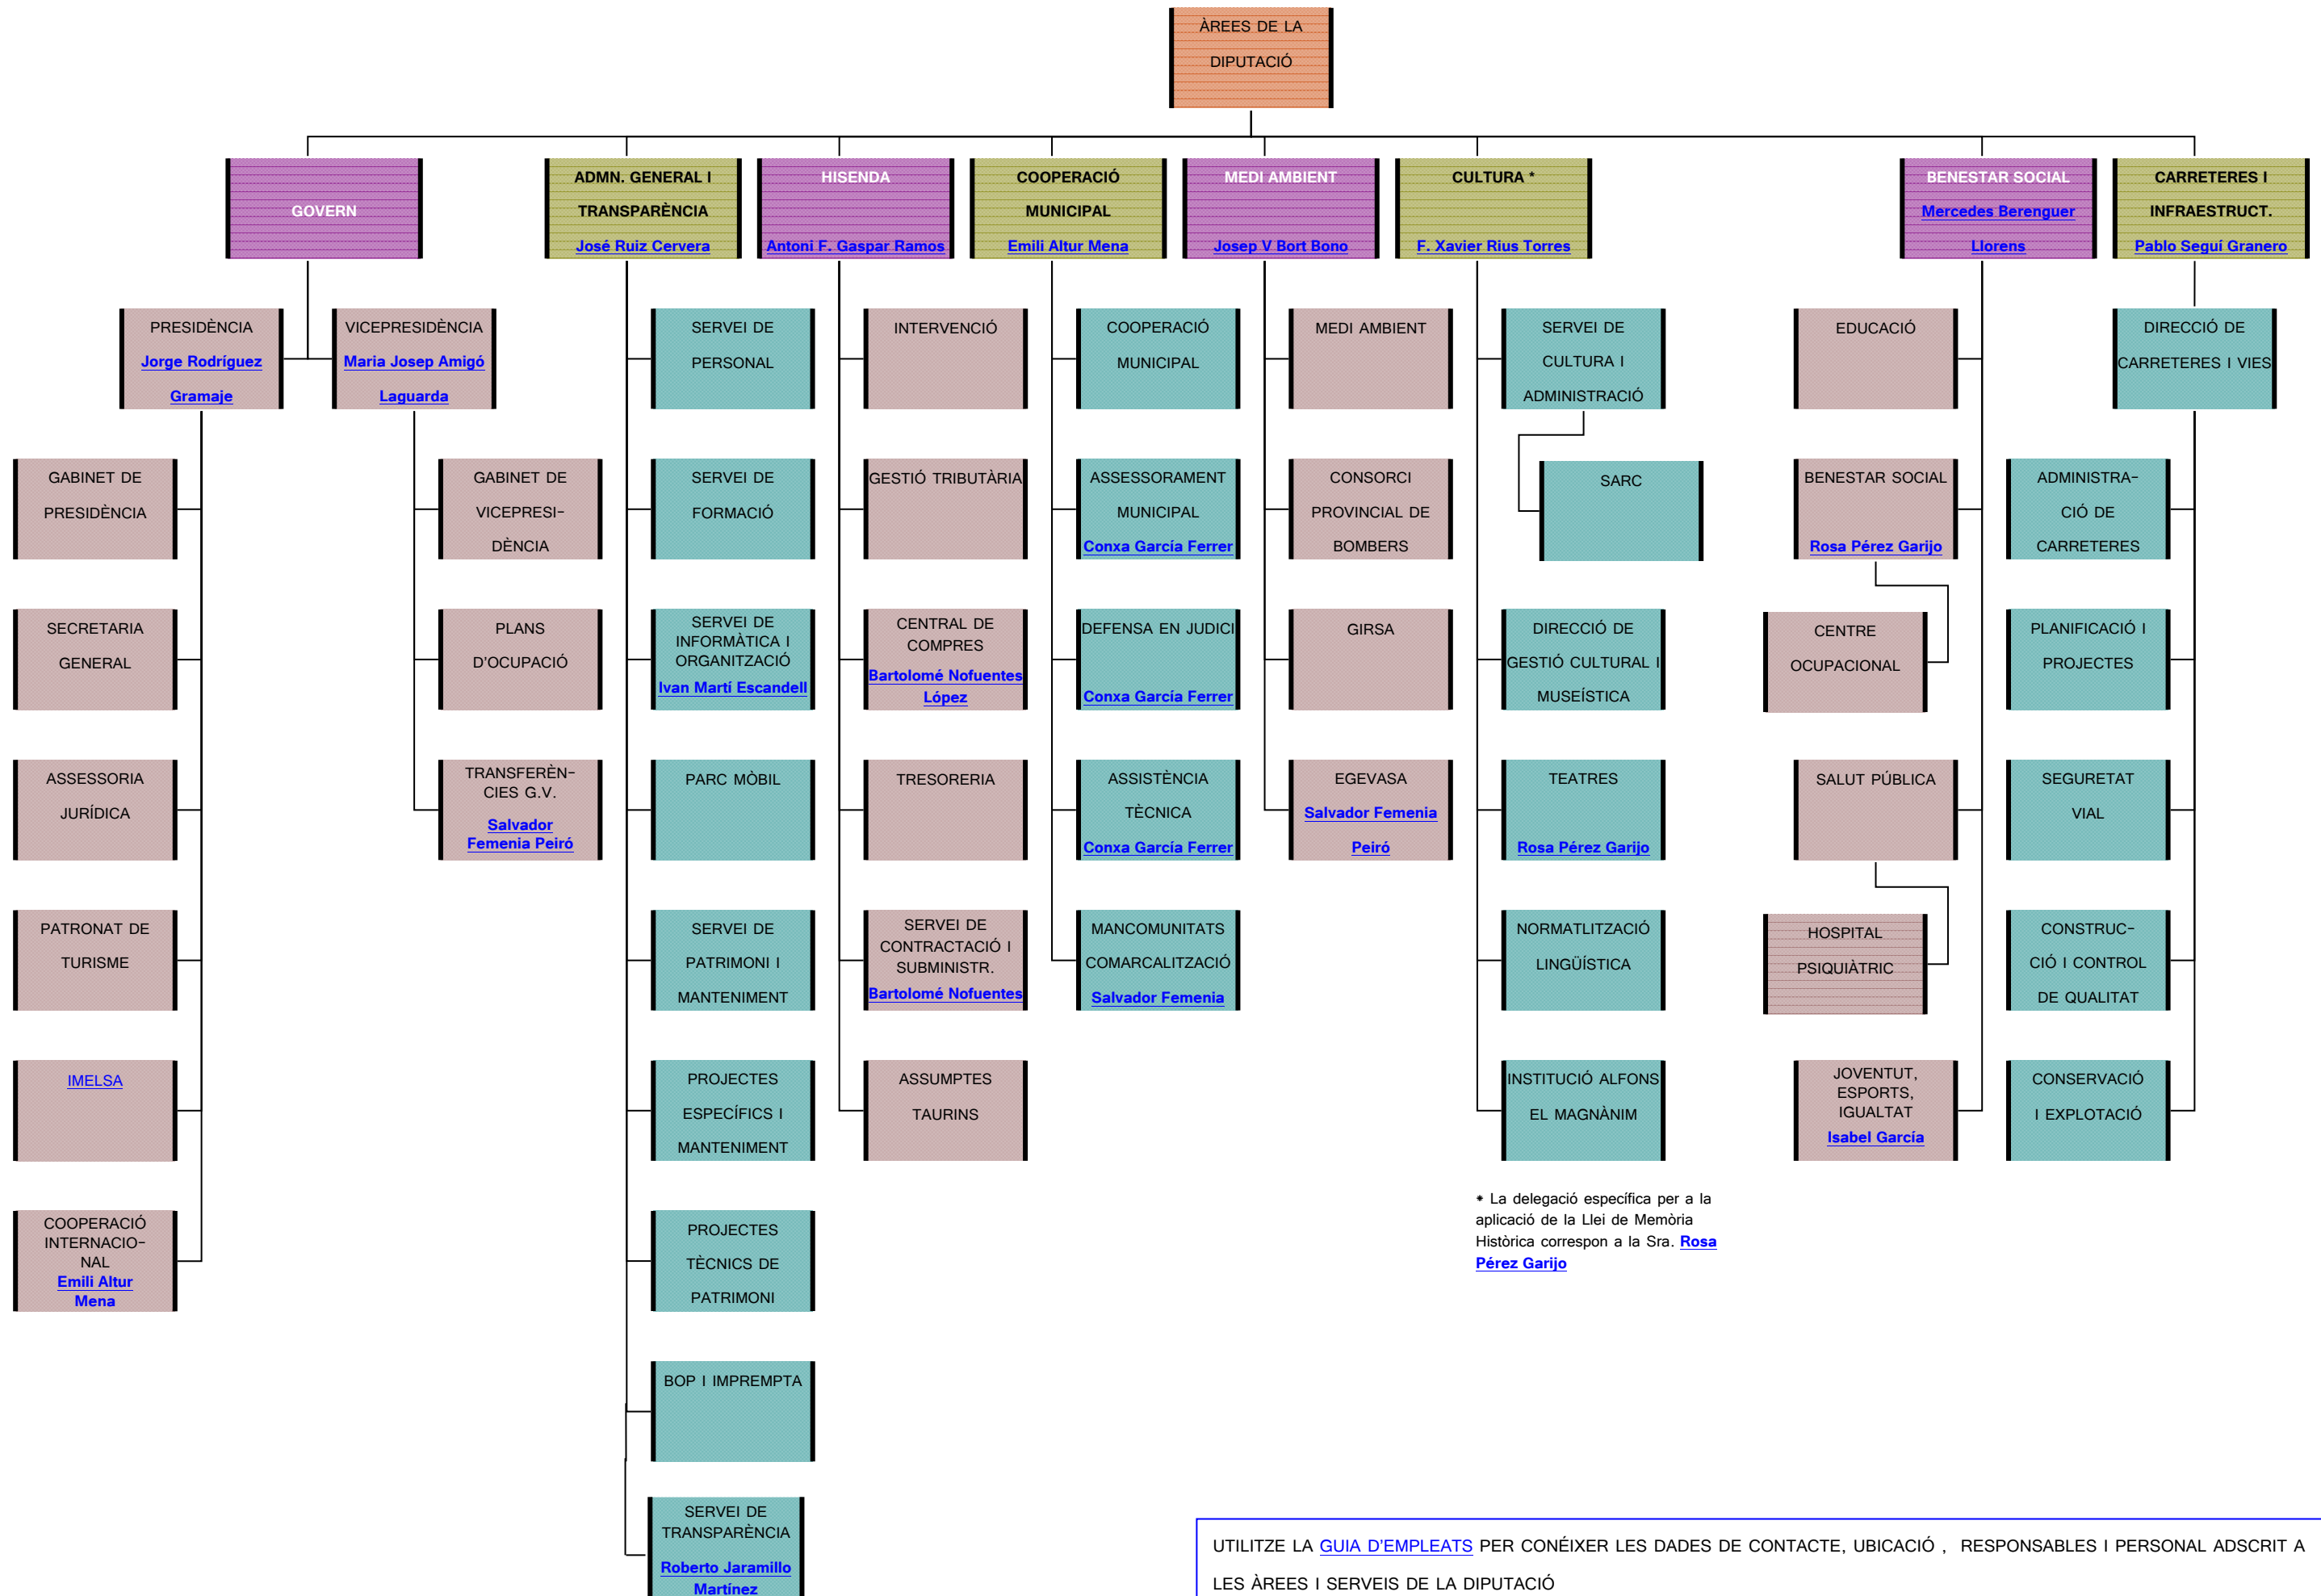 ÀREES DE LA
DIPUTACIÓ
GOVERN
ADMN. GENERAL I
TRANSPARÈNCIA
José Ruiz Cervera
HISENDA
Antoni F. Gaspar Ramos
COOPERACIÓ
MUNICIPAL
Emili Altur Mena
MEDI AMBIENT
Josep V Bort Bono
CULTURA *
F. Xavier Rius Torres
BENESTAR SOCIAL
Mercedes Berenguer
Llorens
CARRETERES I
INFRAESTRUCT.
Pablo Seguí Granero
PRESIDÈNCIA
Jorge Rodríguez
Gramaje
VICEPRESIDÈNCIA
Maria Josep Amigó
Laguarda
SERVEI DE
PERSONAL
INTERVENCIÓ
COOPERACIÓ
MUNICIPAL
MEDI AMBIENT
SERVEI DE
CULTURA I
ADMINISTRACIÓ
EDUCACIÓ
DIRECCIÓ DE
CARRETERES I VIES
GABINET DE
PRESIDÈNCIA
GABINET DE
VICEPRESI-
DÈNCIA
SERVEI DE
FORMACIÓ
GESTIÓ TRIBUTÀRIA
ASSESSORAMENT
MUNICIPAL
Conxa García Ferrer
CONSORCI
PROVINCIAL DE
BOMBERS
SARC
BENESTAR SOCIAL
Rosa Pérez Garijo
ADMINISTRA-
CIÓ DE
CARRETERES
SECRETARIA
GENERAL
PLANS
D'OCUPACIÓ
SERVEI DE
INFORMÀTICA I
ORGANITZACIÓ
Ivan Martí Escandell
CENTRAL DE
COMPRES
Bartolomé Nofuentes
López
DEFENSA EN JUDICI
Conxa García Ferrer
GIRSA
DIRECCIÓ DE
GESTIÓ CULTURAL I
MUSEÍSTICA
CENTRE
OCUPACIONAL
PLANIFICACIÓ I
PROJECTES
ASSESSORIA
JURÍDICA
TRANSFERÈN-
CIES G.V.
Salvador
Femenia Peiró
PARC MÒBIL
TRESORERIA
ASSISTÈNCIA
TÈCNICA
Conxa García Ferrer
EGEVASA
Salvador Femenia
Peiró
TEATRES
Rosa Pérez Garijo
SALUT PÚBLICA
SEGURETAT
VIAL
PATRONAT DE
TURISME
SERVEI DE
PATRIMONI I
MANTENIMENT
SERVEI DE
CONTRACTACIÓ I
SUBMINISTR.
Bartolomé Nofuentes
MANCOMUNITATS
COMARCALITZACIÓ
Salvador Femenia
NORMATLITZACIÓ
LINGÜÍSTICA
HOSPITAL
PSIQUIÀTRIC
CONSTRUC-
CIÓ I CONTROL
DE QUALITAT
IMELSA
PROJECTES
ESPECÍFICS I
MANTENIMENT
ASSUMPTES
TAURINS
INSTITUCIÓ ALFONS
EL MAGNÀNIM
JOVENTUT,
ESPORTS,
IGUALTAT
Isabel García
CONSERVACIÓ
I EXPLOTACIÓ
COOPERACIÓ
INTERNACIO-
NAL
Emili Altur
Mena
PROJECTES
TÈCNICS DE
PATRIMONI
* La delegació específica per a la
aplicació de la Llei de Memòria
Històrica correspon a la Sra. Rosa
Pérez Garijo
BOP I IMPREMPTA
SERVEI DE
TRANSPARÈNCIA
Roberto Jaramillo
Martínez
UTILITZE LA GUIA D'EMPLEATS PER CONÉIXER LES DADES DE CONTACTE, UBICACIÓ , RESPONSABLES I PERSONAL ADSCRIT A
LES ÀREES I SERVEIS DE LA DIPUTACIÓ